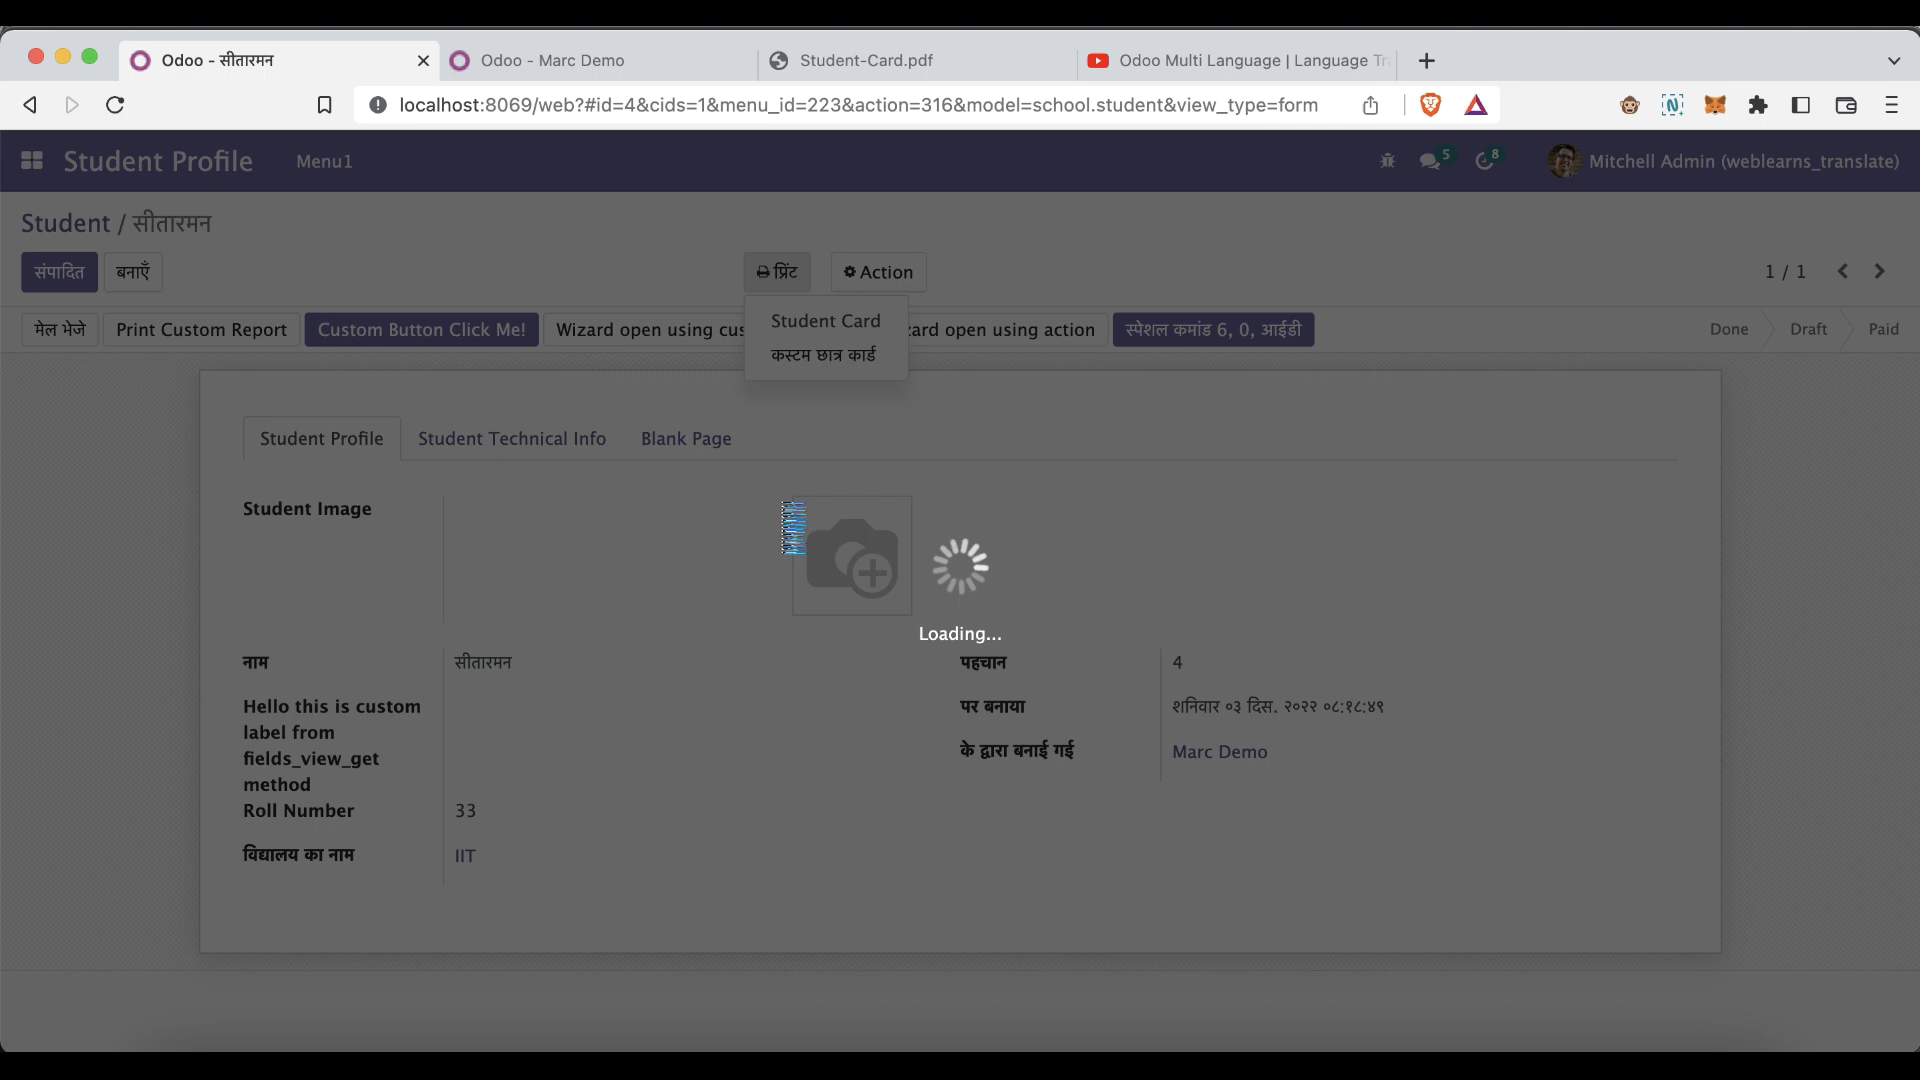 Odoo - सीतारमन
Odoo - Marc Demo
Student-Card.pdf
Odoo Multi Language | Language Tr
localhost:8069/web?#id=4&cids=1&menu_id=223&action=316&model=school.student&view_type=form
Student Profile
Menu1
5
8
Mitchell Admin (weblearns_translate)
Student / सीतारमन
संपादित
बनाएँ
प्रिंट
Action
1 / 1
मेल भेजे
Print Custom Report
Custom Button Click Me!
Wizard open using cus
Student Card
कस्टम छात्र कार्ड
zard open using action
स्पेशल कमांड 6, 0, आईडी
Done
Draft
Paid
Student Profile
Student Technical Info
Blank Page
Student Image
Loading...
नाम
सीतारमन
पहचान
4
Hello this is custom
label from
fields_view_get
method
पर बनाया
शनिवार ०३ दिस. २०२२ ०८:१८:४९
के द्वारा बनाई गई
Marc Demo
Roll Number
33
विद्यालय का नाम
IIT